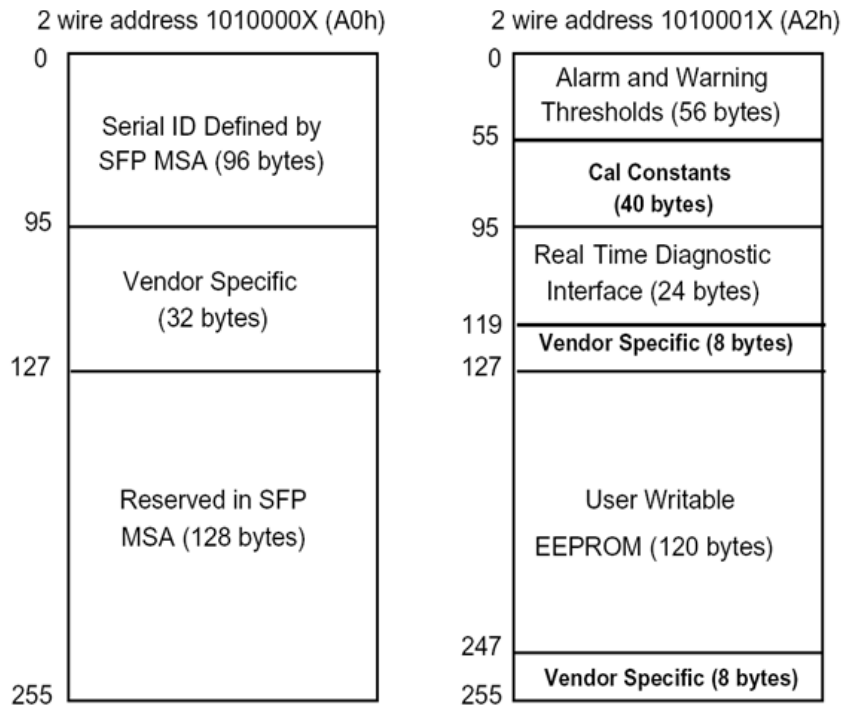 2 wire address 1010000X (A0h)
0
Serial ID Defined by
SFP MSA (96 bytes)
95
Vendor Specific
(32 bytes)
127
Reserved in SFP
MSA (128 bytes)
255
2 wire address 1010001X (A2h)
0
Alarm and Warning
Thresholds (56 bytes)
55
Cal Constants
(40 bytes)
95
Real Time Diagnostic
Interface (24 bytes)
119
Vendor Specific (8 bytes)
127
User Writable
EEPROM (120 bytes)
247
Vendor Specific (8 bytes)
255